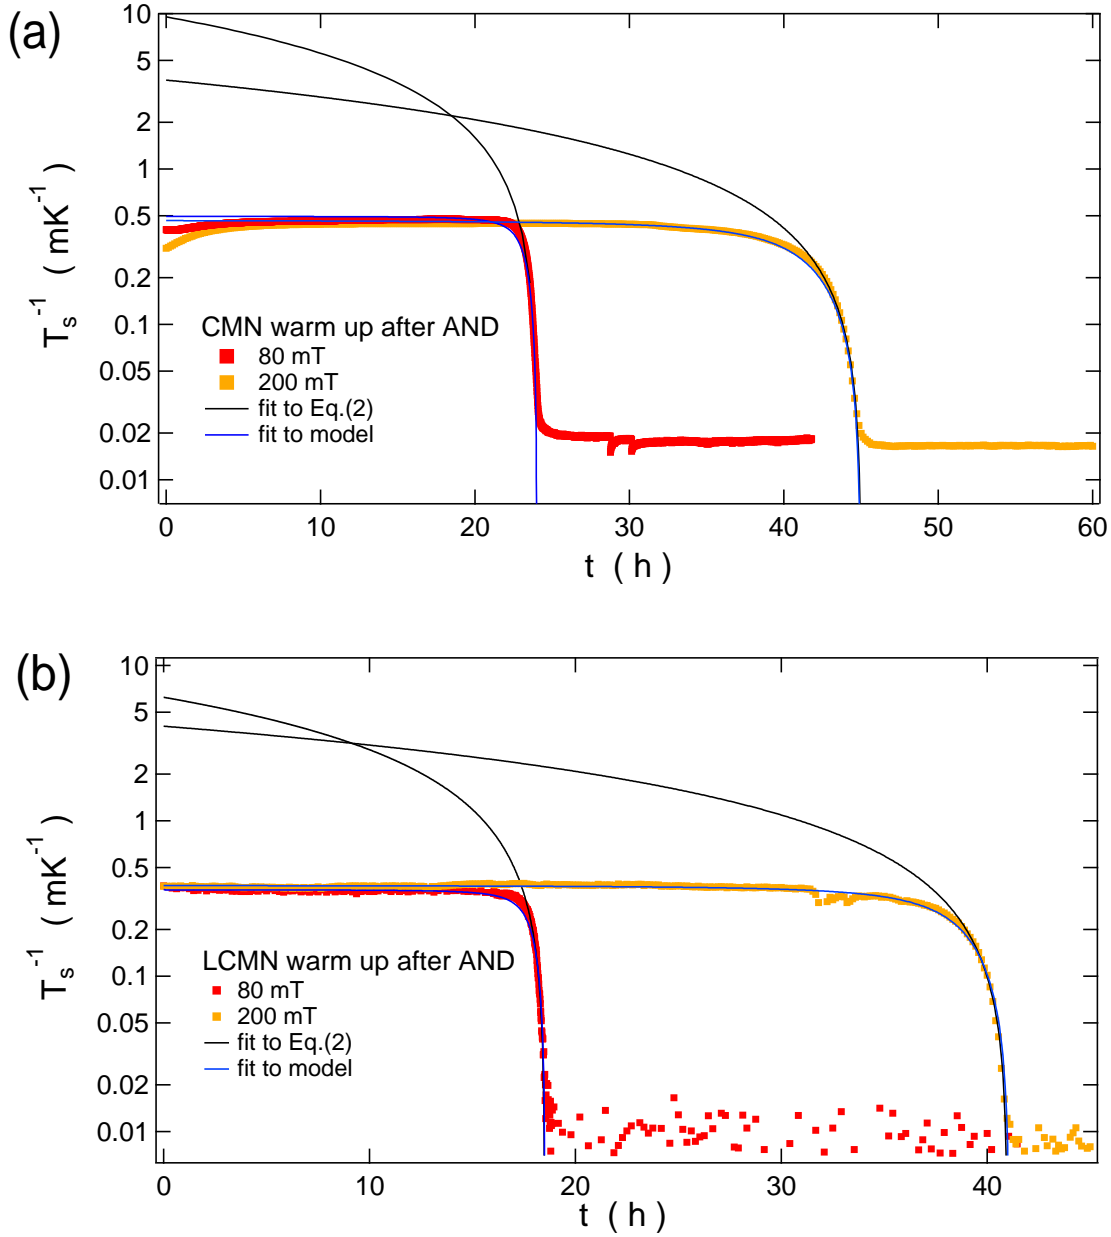 (a)
10
5
2
1
0.5
0.2
0.1
0.05
0.02
0.01
T_s^-1 ( mK^-1 )
CMN warm up after AND
80 mT
200 mT
fit to Eq.(2)
fit to model
0 10 20 30 40 50 60
t ( h )
(b)
10
5
2
1
0.5
0.2
0.1
0.05
0.02
0.01
T_s^-1 ( mK^-1 )
LCMN warm up after AND
80 mT
200 mT
fit to Eq.(2)
fit to model
0 10 20 30 40
t ( h )